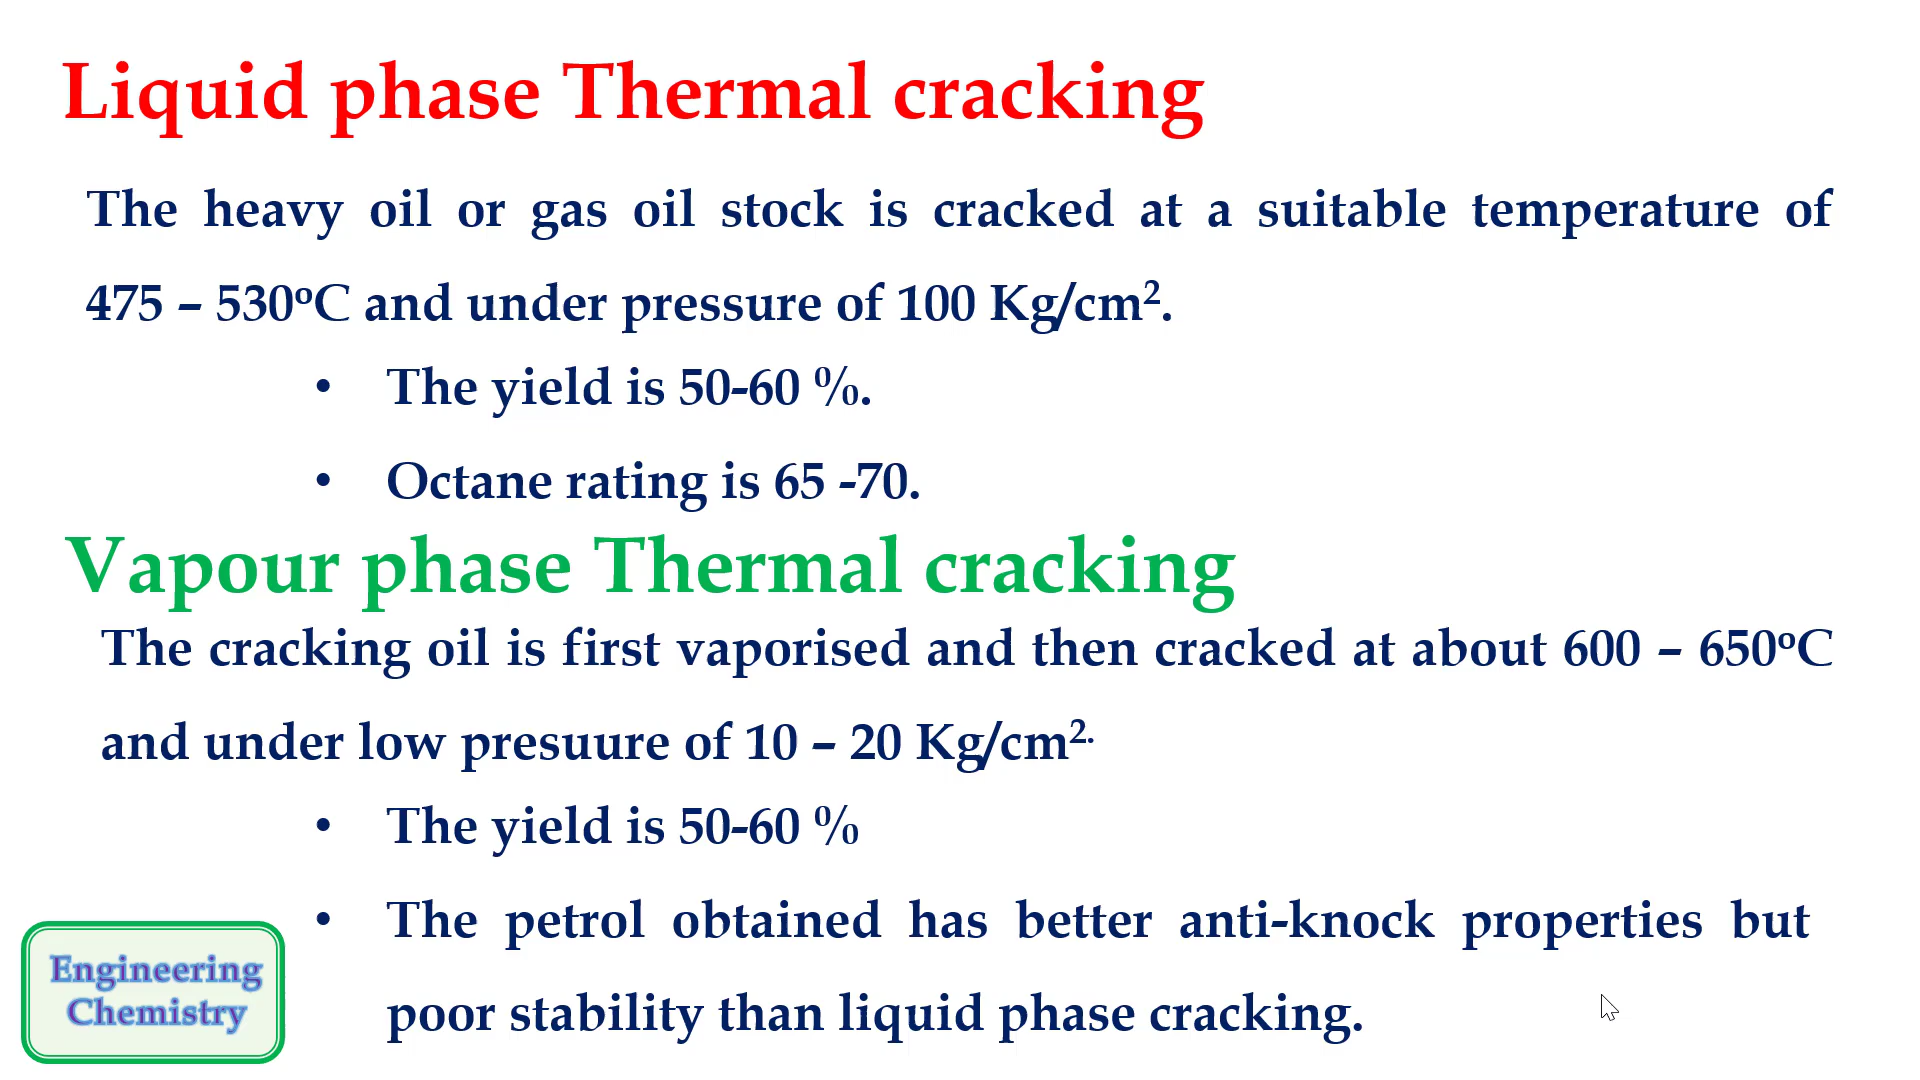 Liquid phase Thermal cracking
The heavy oil or gas oil stock is cracked at a suitable temperature of
475 – 530ºC and under pressure of 100 Kg/cm².
• The yield is 50-60 %.
• Octane rating is 65 -70.
Vapour phase Thermal cracking
The cracking oil is first vaporised and then cracked at about 600 – 650ºC
and under low presuure of 10 – 20 Kg/cm².
• The yield is 50-60 %
• The petrol obtained has better anti-knock properties but
poor stability than liquid phase cracking.
Engineering
Chemistry